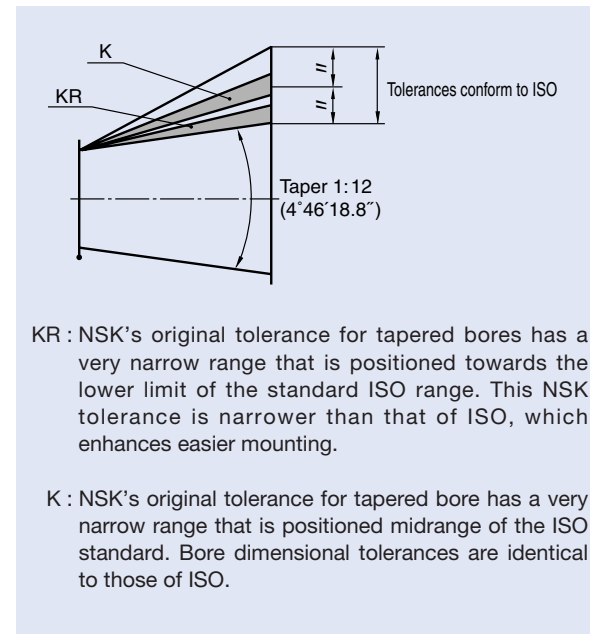 K
KR
=
=
Tolerances conform to ISO
Taper 1:12
(4˚46´18.8˝)
KR : NSK’s original tolerance for tapered bores has a
very narrow range that is positioned towards the
lower limit of the standard ISO range. This NSK
tolerance is narrower than that of ISO, which
enhances easier mounting.
K : NSK’s original tolerance for tapered bore has a very
narrow range that is positioned midrange of the ISO
standard. Bore dimensional tolerances are identical
to those of ISO.